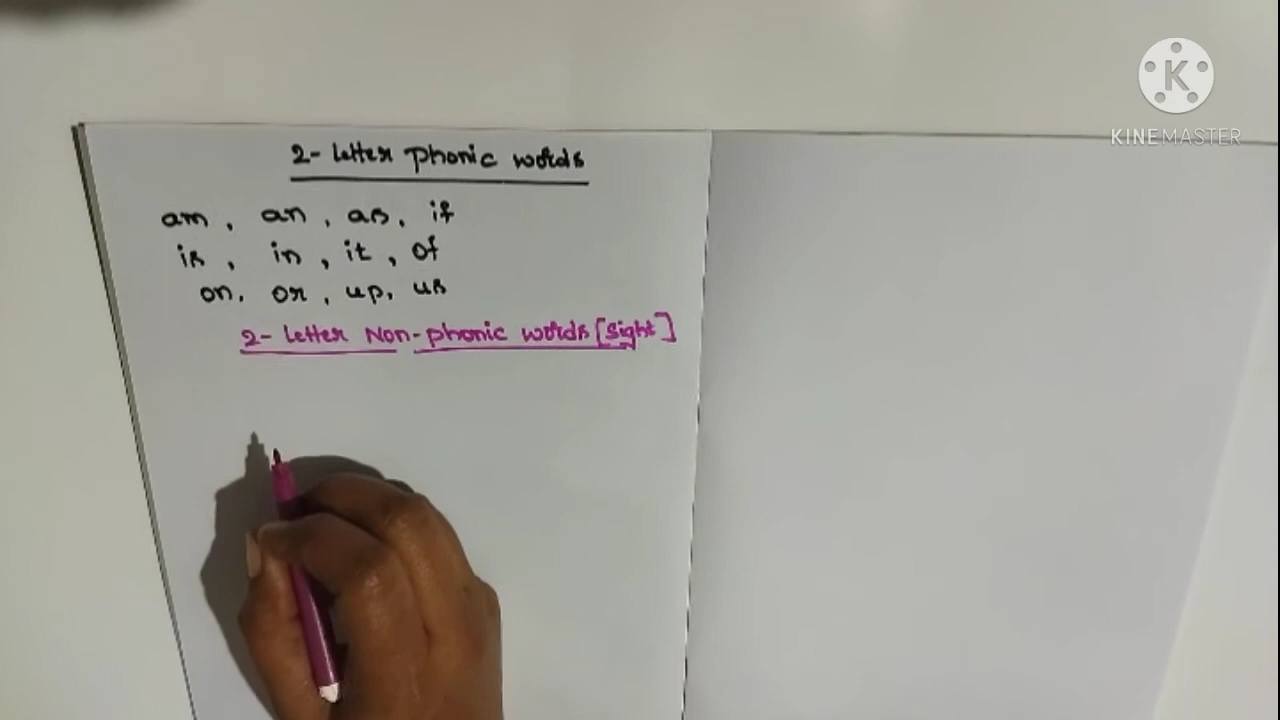 KINEMASTER
2- letter phonic words
am, an, as, if
is, in, it, of
on, or, up, us
2- letter Non-phonic words [Sight]